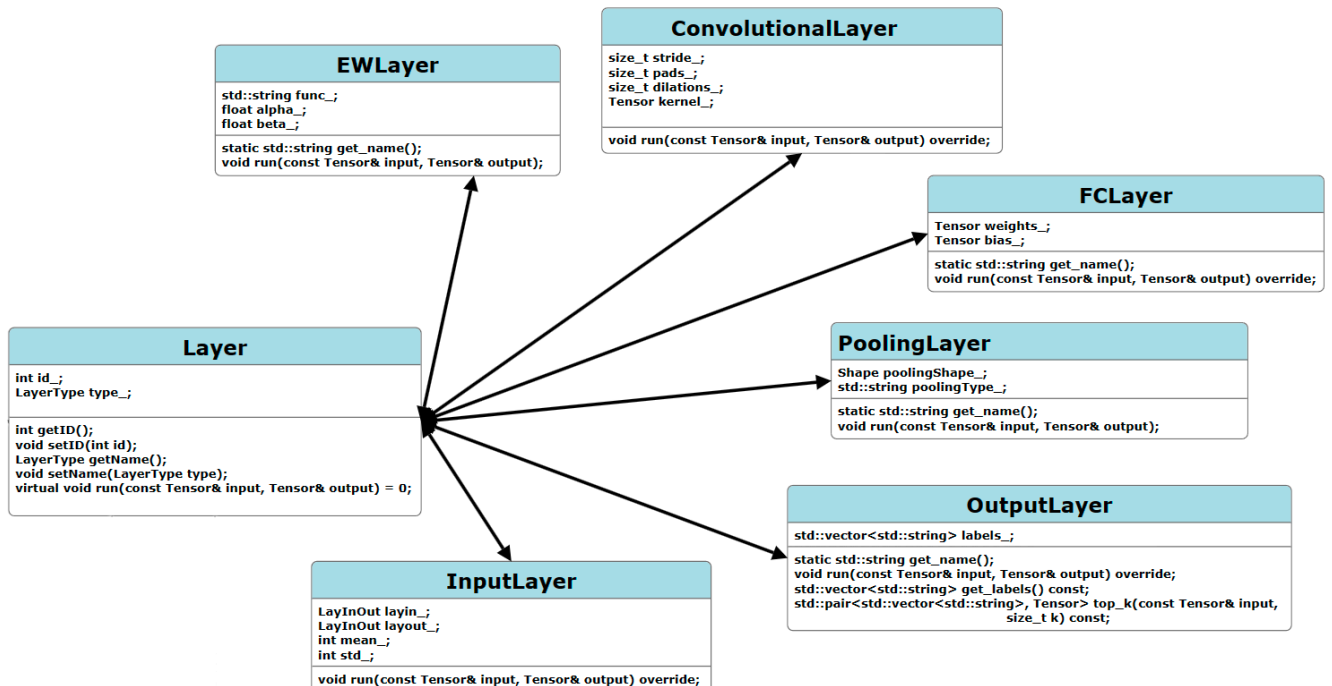 ConvolutionalLayer
size_t stride_;
size_t pads_;
size_t dilations_;
Tensor kernel_;
void run(const Tensor& input, Tensor& output) override;
EWLayer
std::string func_;
float alpha_;
float beta_;
static std::string get_name();
void run(const Tensor& input, Tensor& output);
FCLayer
Tensor weights_;
Tensor bias_;
static std::string get_name();
void run(const Tensor& input, Tensor& output) override;
Layer
int id_;
LayerType type_;
int getID();
void setID(int id);
LayerType getName();
void setName(LayerType type);
virtual void run(const Tensor& input, Tensor& output) = 0;
PoolingLayer
Shape poolingShape_;
std::string poolingType_;
static std::string get_name();
void run(const Tensor& input, Tensor& output);
OutputLayer
std::vector<std::string> labels_;
static std::string get_name();
void run(const Tensor& input, Tensor& output) override;
std::vector<std::string> get_labels() const;
std::pair<std::vector<std::string>, Tensor> top_k(const Tensor& input,
size_t k) const;
InputLayer
LayInOut layin_;
LayInOut layout_;
int mean_;
int std_;
void run(const Tensor& input, Tensor& output) override;